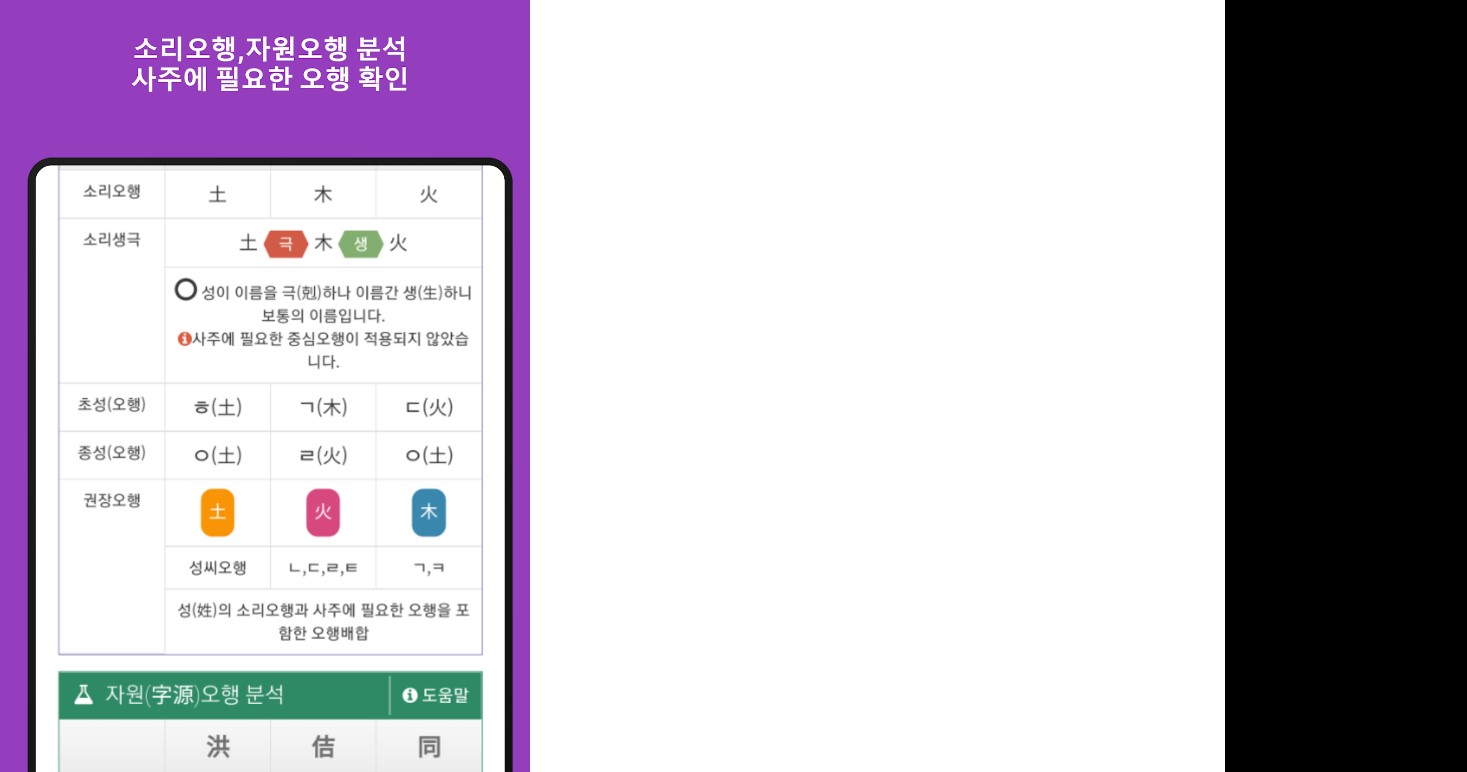 소리오행,자원오행 분석
사주에 필요한 오행 확인
소리오행 土 木 火
소리생극 土 극 木 생 火
성이 이름을 극(剋)하나 이름간 생(生)하니
보통의 이름입니다.
사주에 필요한 중심오행이 적용되지 않았습
니다.
초성(오행) ㅎ(土) ㄱ(木) ㄷ(火)
종성(오행) ㅇ(土) ㄹ(火) ㅇ(土)
권장오행 土 火 木
성씨오행 ㄴ,ㄷ,ㄹ,ㅌ ㄱ,ㅋ
성(姓)의 소리오행과 사주에 필요한 오행을 포
함한 오행배합
자원(字源)오행 분석 도움말
洪 佶 同